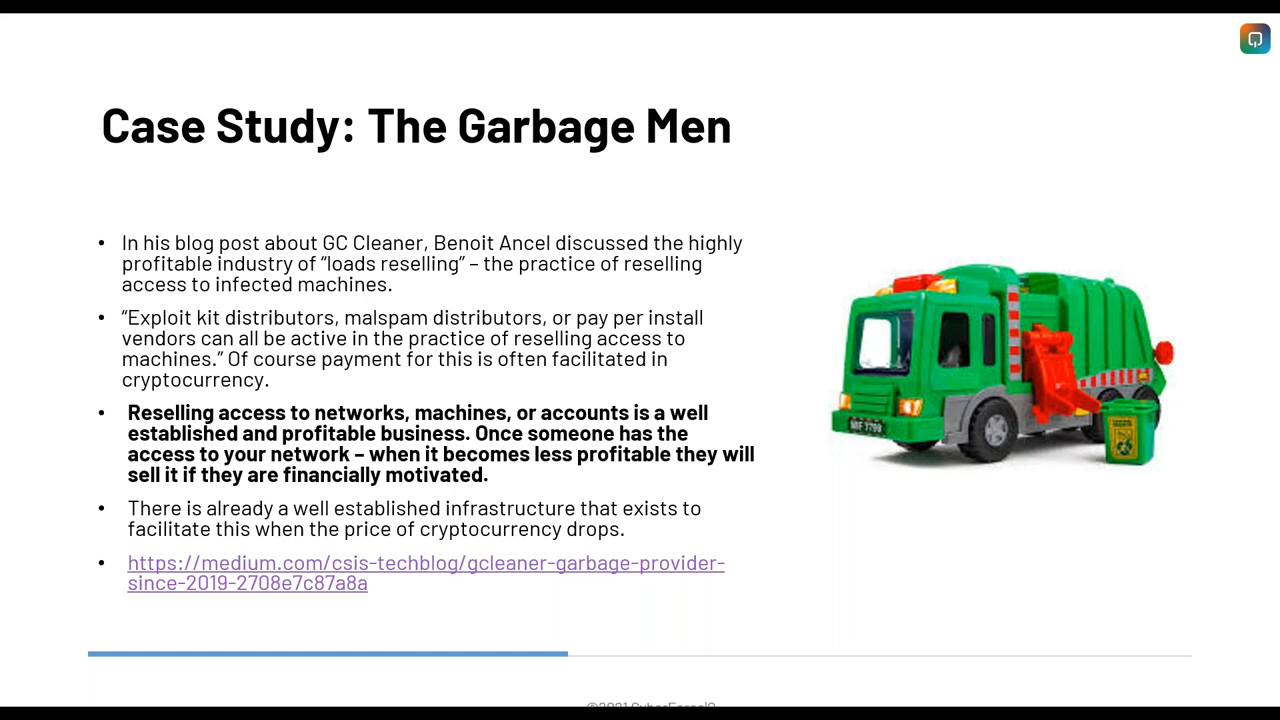 Case Study: The Garbage Men
• In his blog post about GC Cleaner, Benoit Ancel discussed the highly
profitable industry of “loads reselling” – the practice of reselling
access to infected machines.
• “Exploit kit distributors, malspam distributors, or pay per install
vendors can all be active in the practice of reselling access to
machines.” Of course payment for this is often facilitated in
cryptocurrency.
• Reselling access to networks, machines, or accounts is a well
established and profitable business. Once someone has the
access to your network – when it becomes less profitable they will
sell it if they are financially motivated.
• There is already a well established infrastructure that exists to
facilitate this when the price of cryptocurrency drops.
• https://medium.com/csis-techblog/gcleaner-garbage-provider-
since-2019-2708e7c87a8a